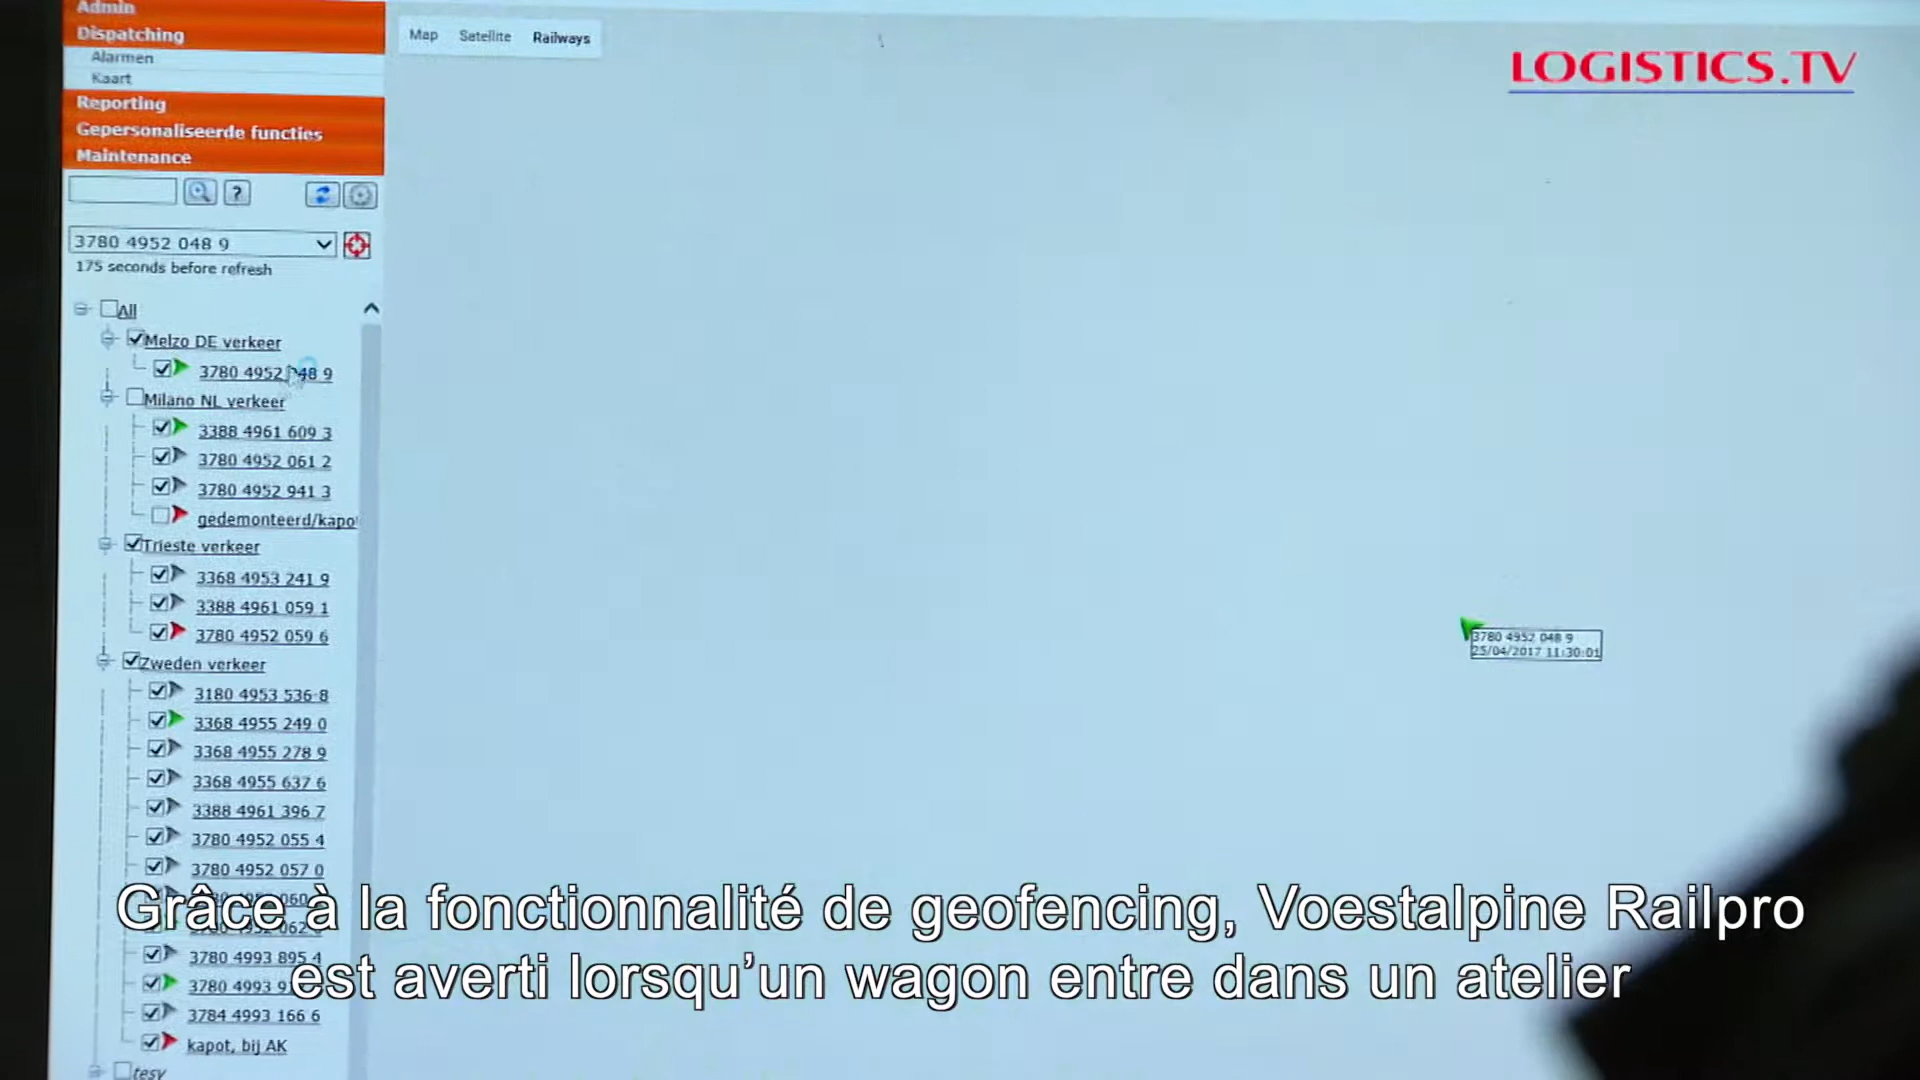 Admin
Dispatching
Alarmen
Kaart
Reporting
Gepersonaliseerde functies
Maintenance
Map Satellite Railways
LOGISTICS.TV
?
3780 4952 048 9
175 seconds before refresh
All
Melzo DE verkeer
3780 4952 048 9
Milano NL verkeer
3388 4961 609 3
3780 4952 061 2
3780 4952 941 3
gedemonteerd/kapo
Trieste verkeer
3368 4953 241 9
3388 4961 059 1
3780 4952 059 6
Zweden verkeer
3180 4953 536 8
3368 4955 249 0
3368 4955 278 9
3368 4955 637 6
3388 4961 396 7
3780 4952 055 4
3780 4952 057 0
3780 4993 895 4
3780 4993
3784 4993 166 6
kapot, bij AK
tesy
3780 4952 048 9
25/04/2017 11:30:01
Grâce à la fonctionnalité de geofencing, Voestalpine Railpro
est averti lorsqu’un wagon entre dans un atelier